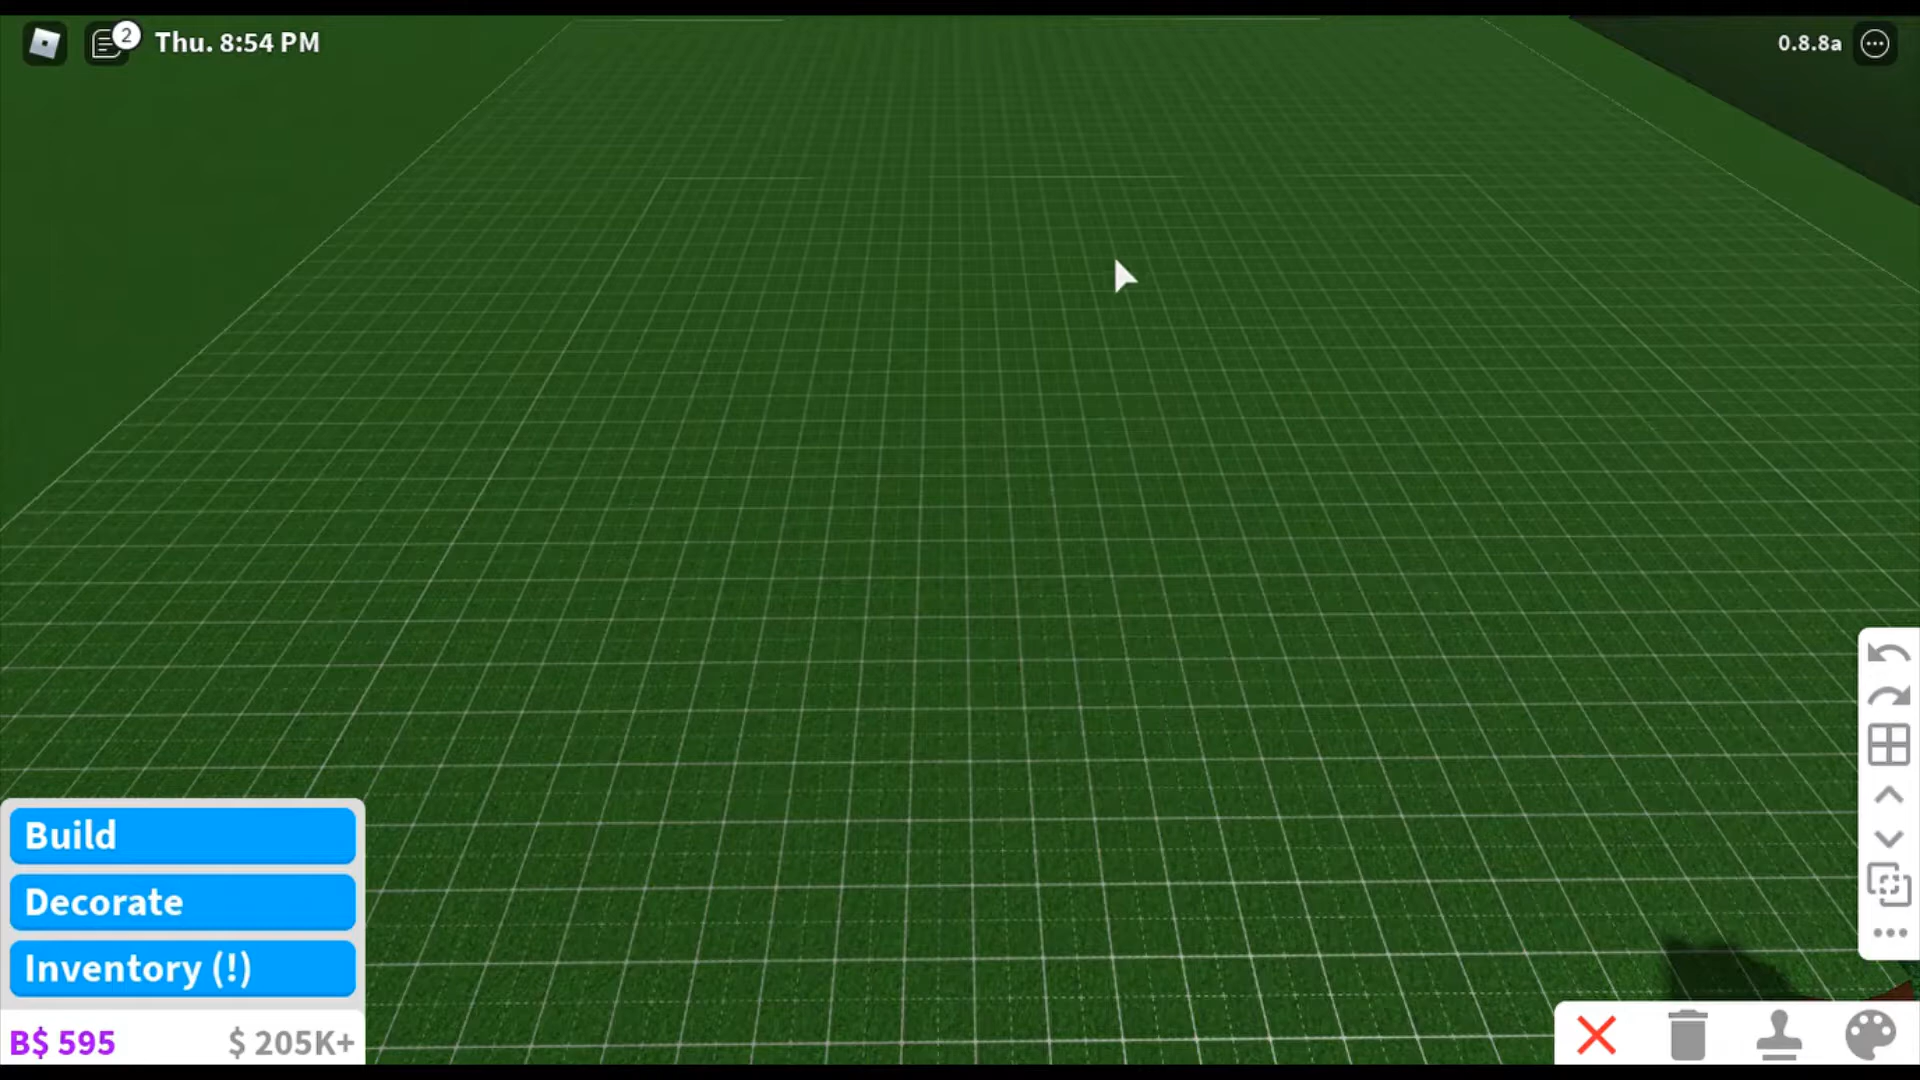 2
Thu. 8:54 PM
0.8.8a
Build
Decorate
Inventory (!)
B$ 595
$ 205K+